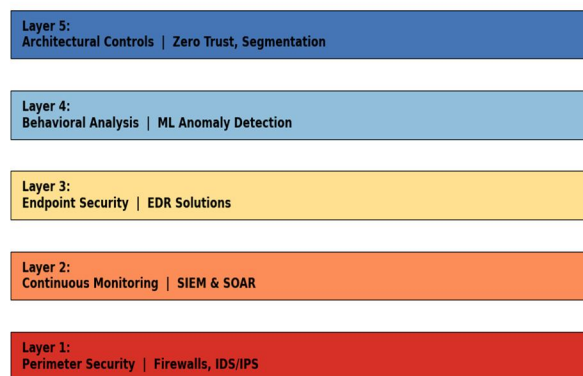 Layer 5:
Architectural Controls | Zero Trust, Segmentation
Layer 4:
Behavioral Analysis | ML Anomaly Detection
Layer 3:
Endpoint Security | EDR Solutions
Layer 2:
Continuous Monitoring | SIEM & SOAR
Layer 1:
Perimeter Security | Firewalls, IDS/IPS